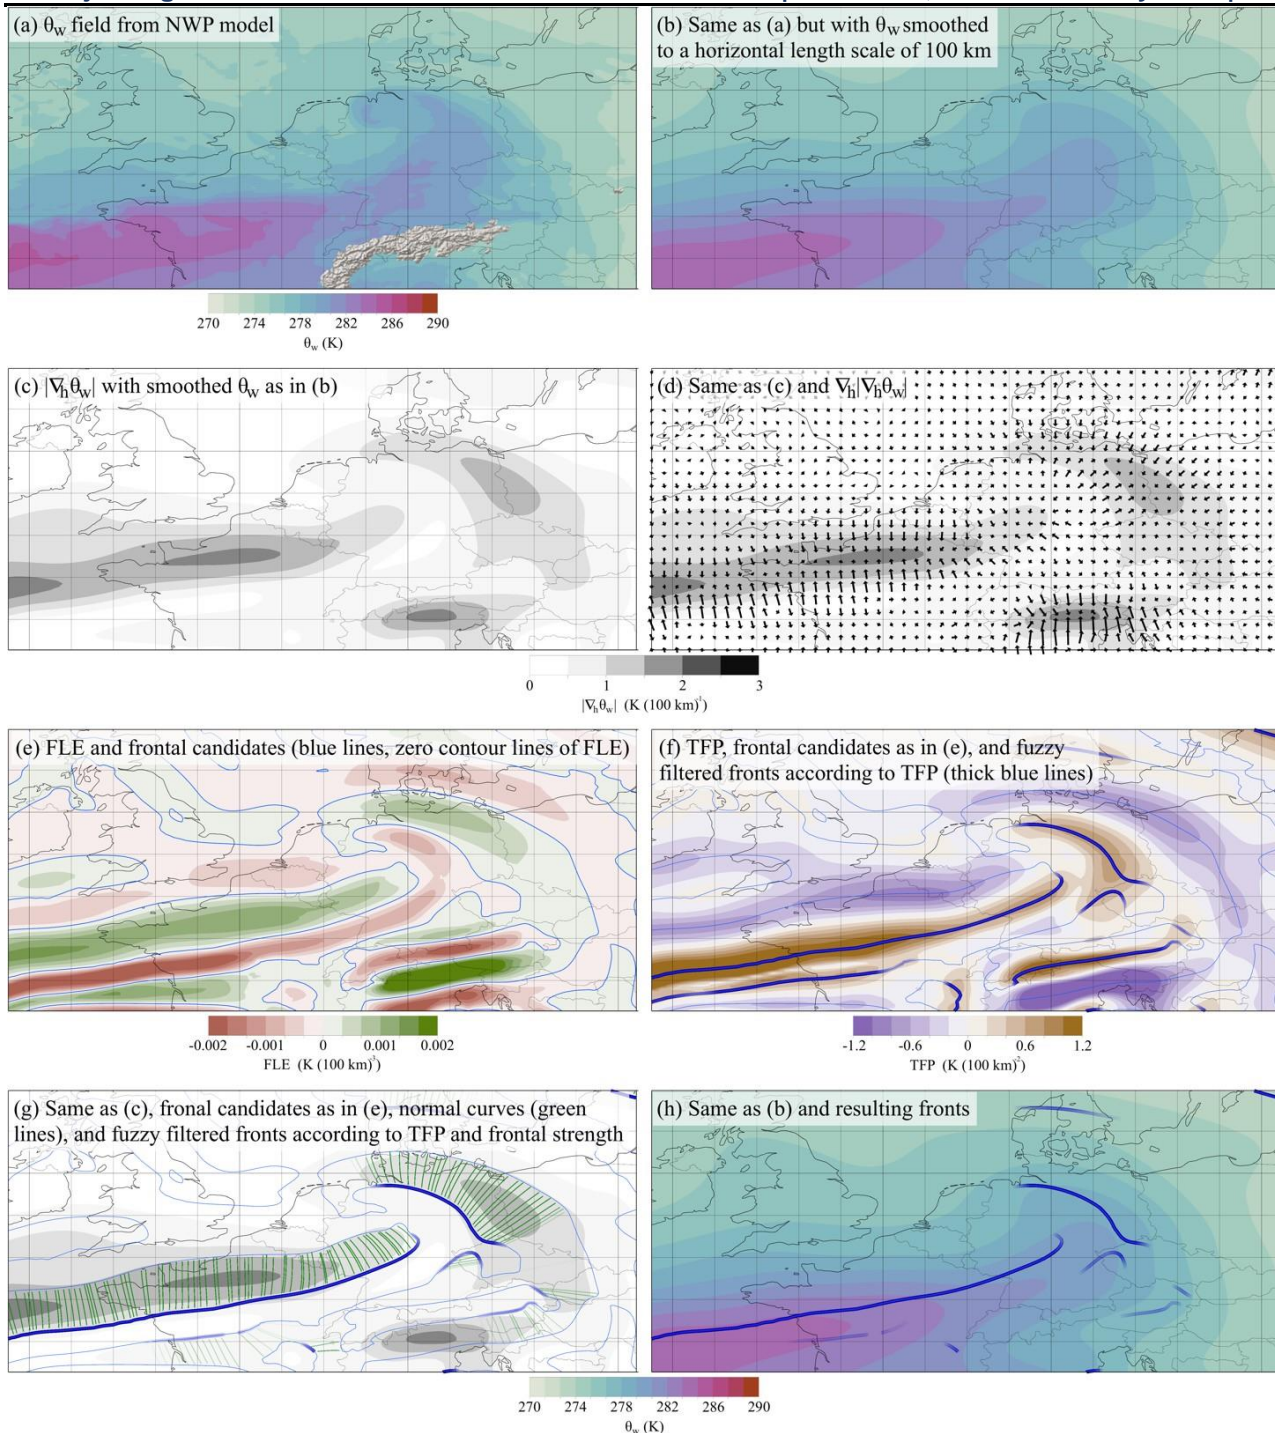 (a) θw field from NWP model
(b) Same as (a) but with θw smoothed
to a horizontal length scale of 100 km
270 274 278 282 286 290
θw (K)
(c) |∇hθw| with smoothed θw as in (b)
(d) Same as (c) and ∇h|∇hθw|
0 1 2 3
|∇hθw| (K (100 km)⁻¹)
(e) FLE and frontal candidates (blue lines, zero contour lines of FLE)
(f) TFP, frontal candidates as in (e), and fuzzy
filtered fronts according to TFP (thick blue lines)
-0.002 -0.001 0 0.001 0.002
FLE (K (100 km)⁻³)
-1.2 -0.6 0 0.6 1.2
TFP (K (100 km)⁻²)
(g) Same as (c), fronal candidates as in (e), normal curves (green
lines), and fuzzy filtered fronts according to TFP and frontal strength
(h) Same as (b) and resulting fronts
270 274 278 282 286 290
θw (K)